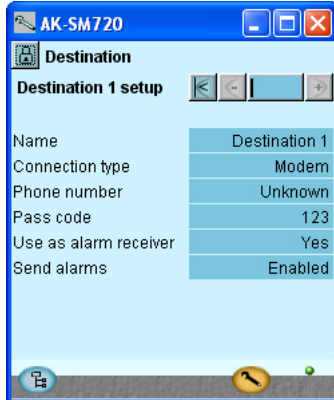 AK-SM720
Destination
Destination 1 setup
Name Destination 1
Connection type Modem
Phone number Unknown
Pass code 123
Use as alarm receiver Yes
Send alarms Enabled